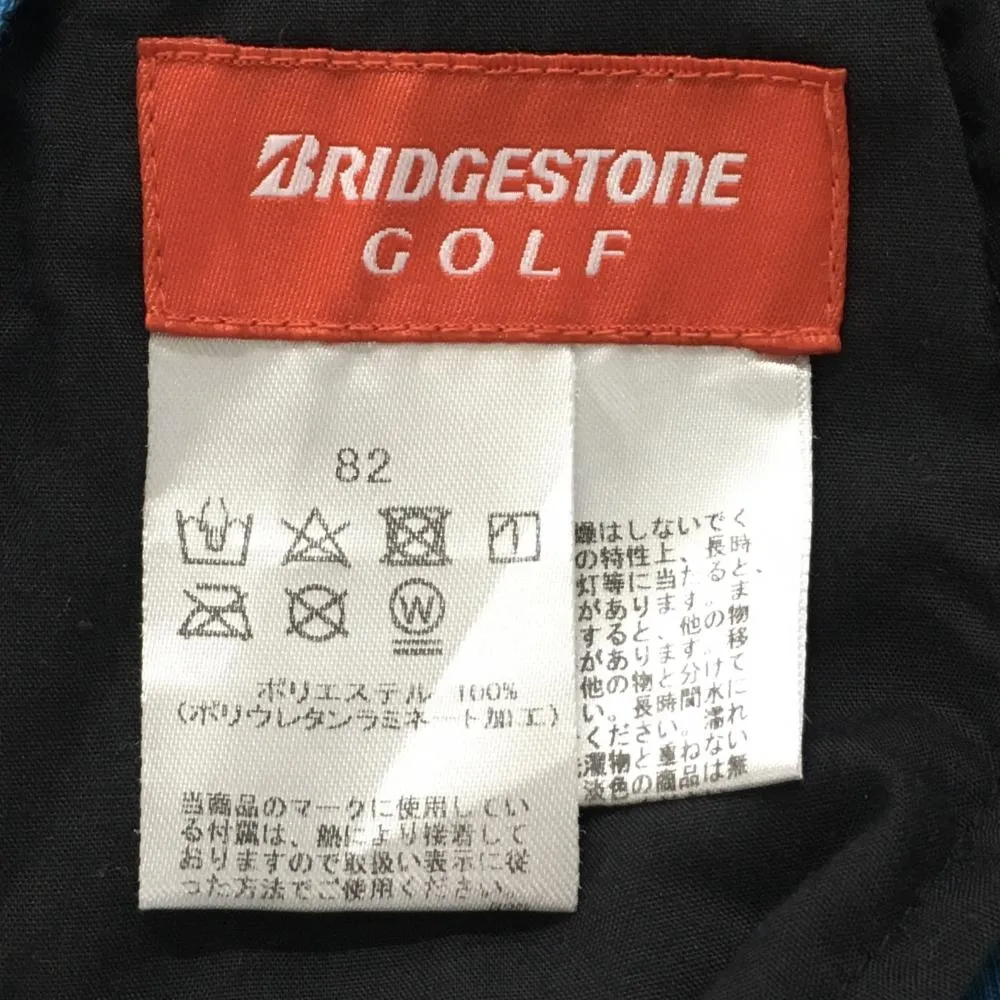 BRIDGESTONE
GOLF
82
W
ポリエステル 100%
(ポリウレタンラミネート加工)
当商品のマークに使用してい
る付属は、熱により接着して
おりますので取扱い表示に従
った方法でご使用ください。
燥はしないでく
の特性上、長時
灯等に当たると、
があります。ま
すると、他の物
があります。移
他の物と分けて
い。長時間水に
ください。濡れ
物と重ねない
淡色の商品は無